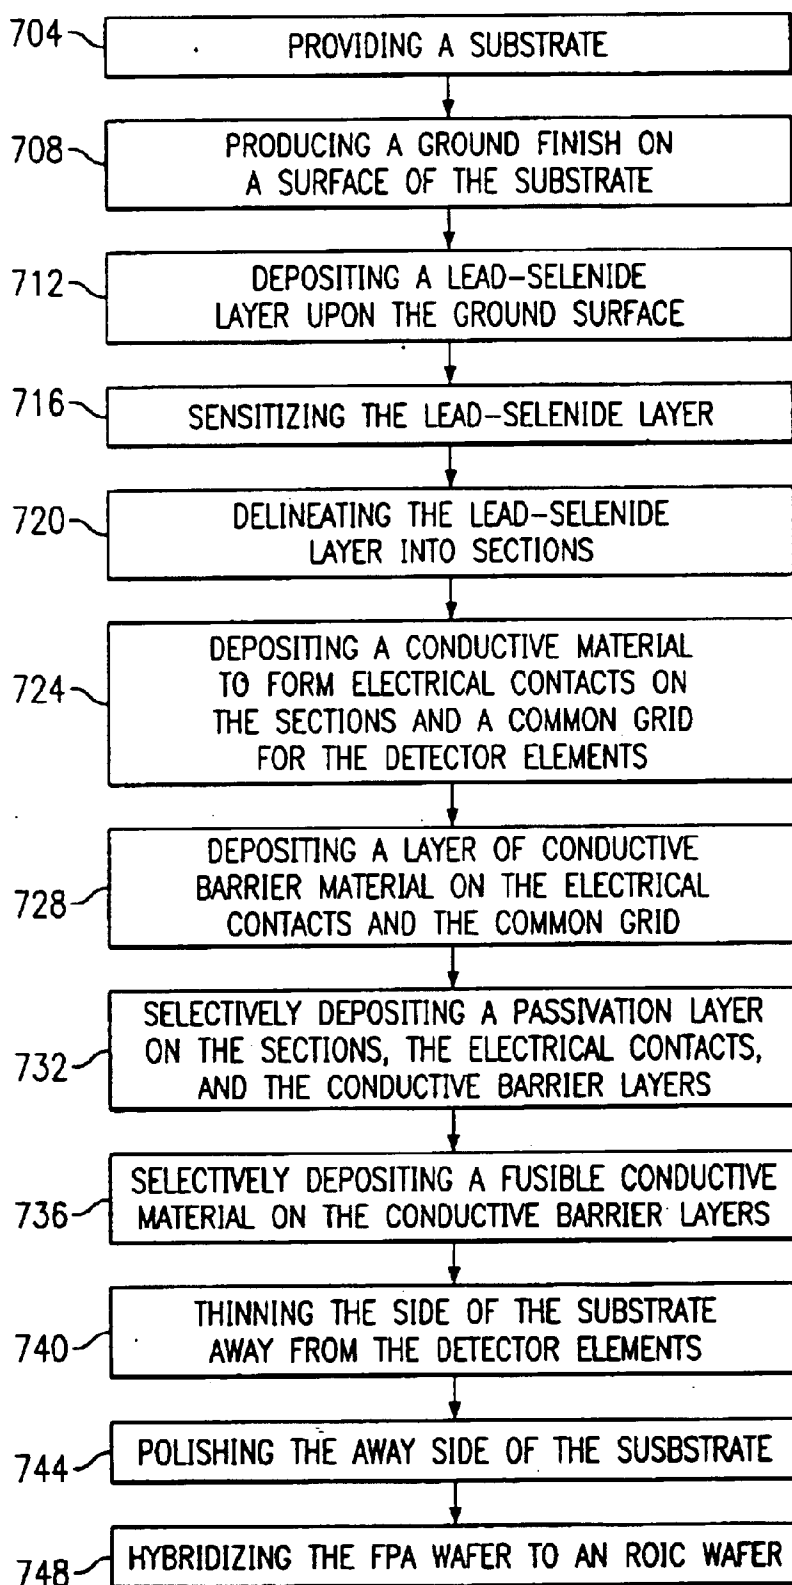 704
PROVIDING A SUBSTRATE
708
PRODUCING A GROUND FINISH ON
A SURFACE OF THE SUBSTRATE
712
DEPOSITING A LEAD-SELENIDE
LAYER UPON THE GROUND SURFACE
716
SENSITIZING THE LEAD-SELENIDE LAYER
720
DELINEATING THE LEAD-SELENIDE
LAYER INTO SECTIONS
724
DEPOSITING A CONDUCTIVE MATERIAL
TO FORM ELECTRICAL CONTACTS ON
THE SECTIONS AND A COMMON GRID
FOR THE DETECTOR ELEMENTS
728
DEPOSITING A LAYER OF CONDUCTIVE
BARRIER MATERIAL ON THE ELECTRICAL
CONTACTS AND THE COMMON GRID
732
SELECTIVELY DEPOSITING A PASSIVATION LAYER
ON THE SECTIONS, THE ELECTRICAL CONTACTS,
AND THE CONDUCTIVE BARRIER LAYERS
736
SELECTIVELY DEPOSITING A FUSIBLE CONDUCTIVE
MATERIAL ON THE CONDUCTIVE BARRIER LAYERS
740
THINNING THE SIDE OF THE SUBSTRATE
AWAY FROM THE DETECTOR ELEMENTS
744
POLISHING THE AWAY SIDE OF THE SUSBSTRATE
748
HYBRIDIZING THE FPA WAFER TO AN ROIC WAFER